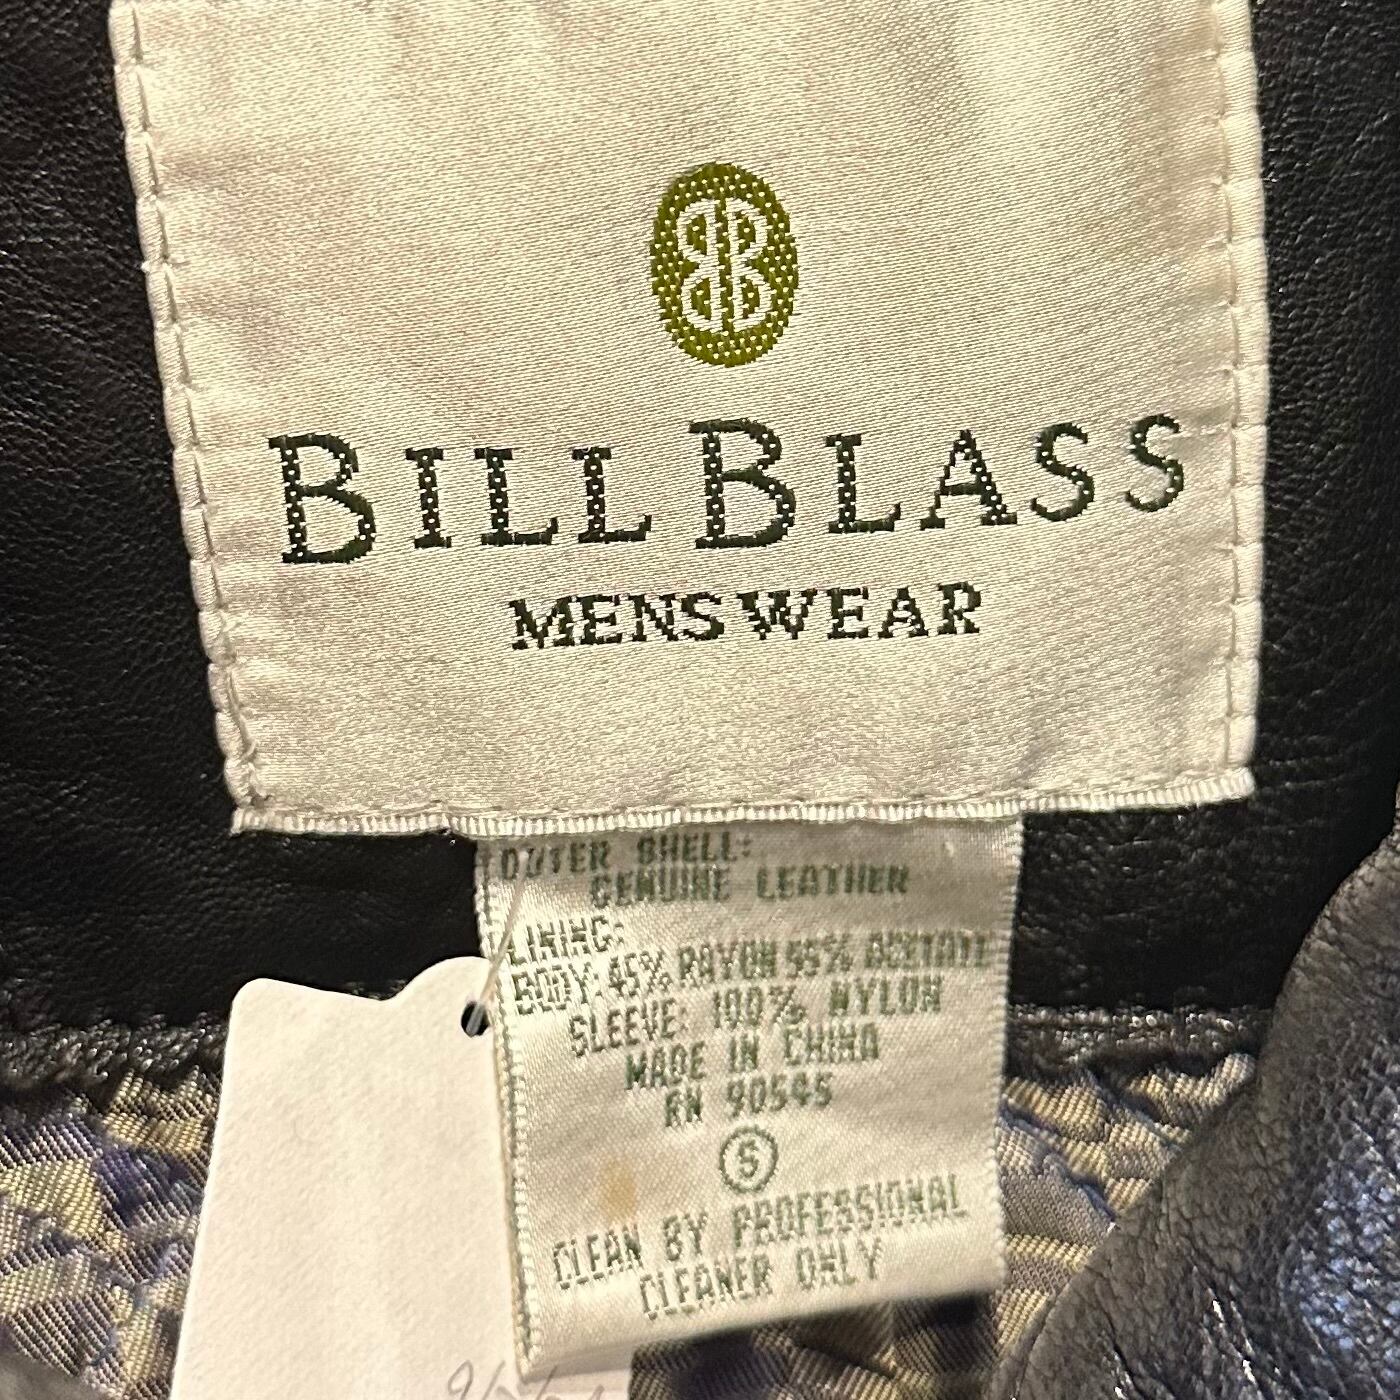 BILL BLASS
MENSWEAR
OUTER SHELL:
GENUINE LEATHER
LINING:
BODY: 45% RAYON 55% ACETATE
SLEEVE: 100% NYLON
MADE IN CHINA
RN 90545
S
CLEAN BY PROFESSIONAL
CLEANER ONLY